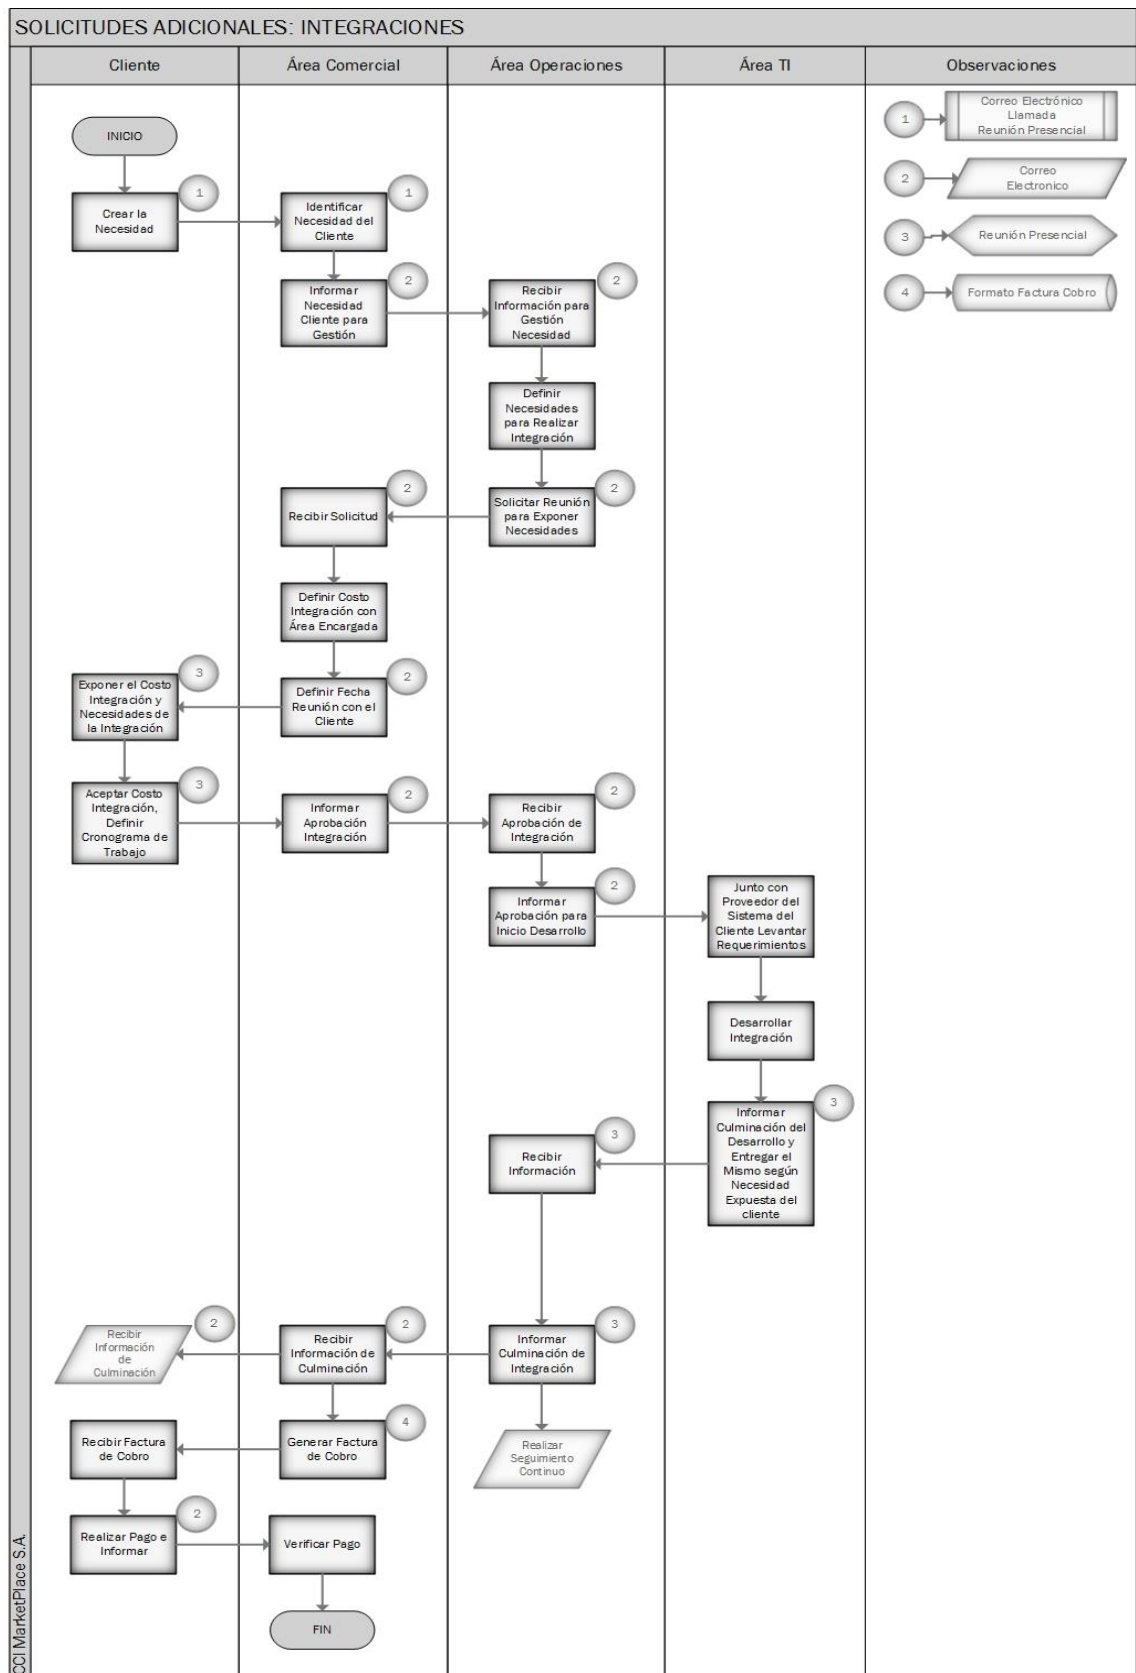 SOLICITUDES ADICIONALES: INTEGRACIONES
Cliente
Área Comercial
Área Operaciones
Área TI
Observaciones
INICIO
1
Correo Electrónico
Llamada
Reunión Presencial
2
Correo
Electronico
3
Reunión Presencial
4
Formato Factura Cobro
Crear la
Necesidad
1
Identificar
Necesidad del
Cliente
1
Informar
Necesidad
Cliente para
Gestión
2
Recibir
Información para
Gestión
Necesidad
2
Definir
Necesidades
para Realizar
Integración
Solicitar Reunión
para Exponer
Necesidades
2
Recibir Solicitud
2
Definir Costo
Integración con
Área Encargada
Definir Fecha
Reunión con el
Cliente
2
Exponer el Costo
Integración y
Necesidades de
la Integración
3
Aceptar Costo
Integración,
Definir
Cronograma de
Trabajo
3
Informar
Aprobación
Integración
2
Recibir
Aprobación de
Integración
2
Informar
Aprobación para
Inicio Desarrollo
2
Junto con
Proveedor del
Sistema del
Cliente Levantar
Requerimientos
Desarrollar
Integración
Informar
Culminación del
Desarrollo y
Entregar el
Mismo según
Necesidad
Expuesta del
cliente
3
Recibir
Información
3
Informar
Culminación de
Integración
3
Recibir
Información de
Culminación
2
Recibir
Información
de
Culminación
2
Realizar
Seguimiento
Continuo
Generar Factura
de Cobro
4
Recibir Factura
de Cobro
Realizar Pago e
Informar
2
Verificar Pago
FIN
CCI MarketPlace S.A.